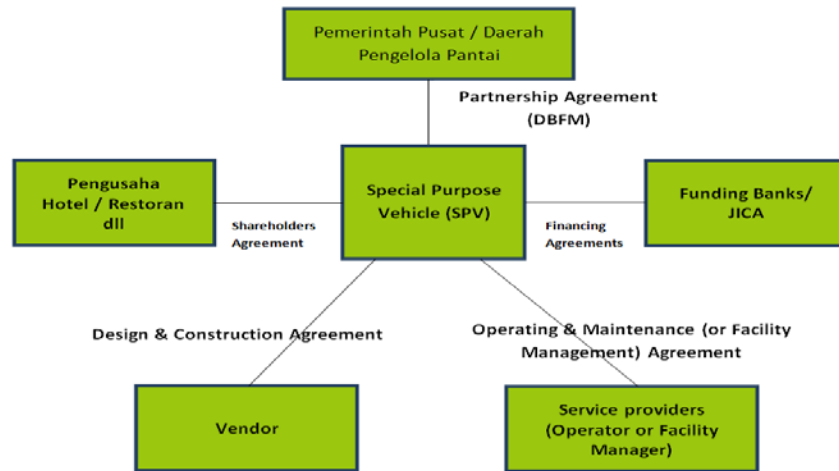 Pemerintah Pusat / Daerah
Pengelola Pantai
Partnership Agreement
(DBFM)
Pengusaha
Hotel / Restoran
dll
Shareholders
Agreement
Special Purpose
Vehicle (SPV)
Financing
Agreements
Funding Banks/
JICA
Design & Construction Agreement
Operating & Maintenance (or Facility
Management) Agreement
Vendor
Service providers
(Operator or Facility
Manager)